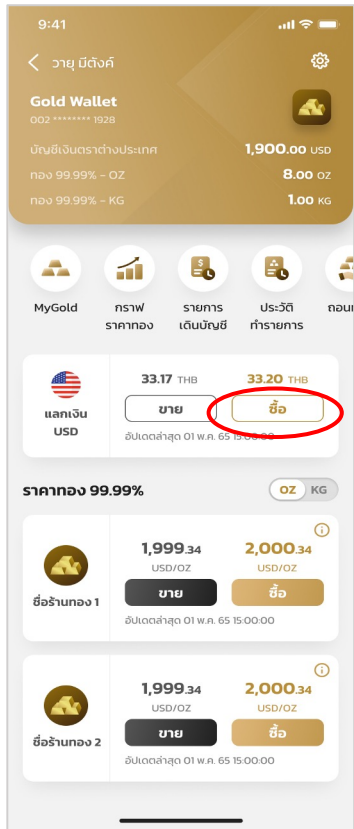 9:41
วายุ มีตังค์
Gold Wallet
002 ******** 1928
บัญชีเงินตราต่างประเทศ 1,900.00 USD
ทอง 99.99% - OZ 8.00 OZ
ทอง 99.99% - KG 1.00 KG
MyGold กราฟ รายการ ประวัติ ถอน
ราคาทอง เดินบัญชี ทำรายการ
33.17 THB 33.20 THB
แลกเงิน ขาย ซื้อ
USD อัปเดตล่าสุด 01 พ.ค. 65 15:00:00
ราคาทอง 99.99% OZ KG
1,999.34 2,000.34
USD/OZ USD/OZ
ขาย ซื้อ
ชื่อร้านทอง 1
อัปเดตล่าสุด 01 พ.ค. 65 15:00:00
1,999.34 2,000.34
USD/OZ USD/OZ
ขาย ซื้อ
ชื่อร้านทอง 2
อัปเดตล่าสุด 01 พ.ค. 65 15:00:00